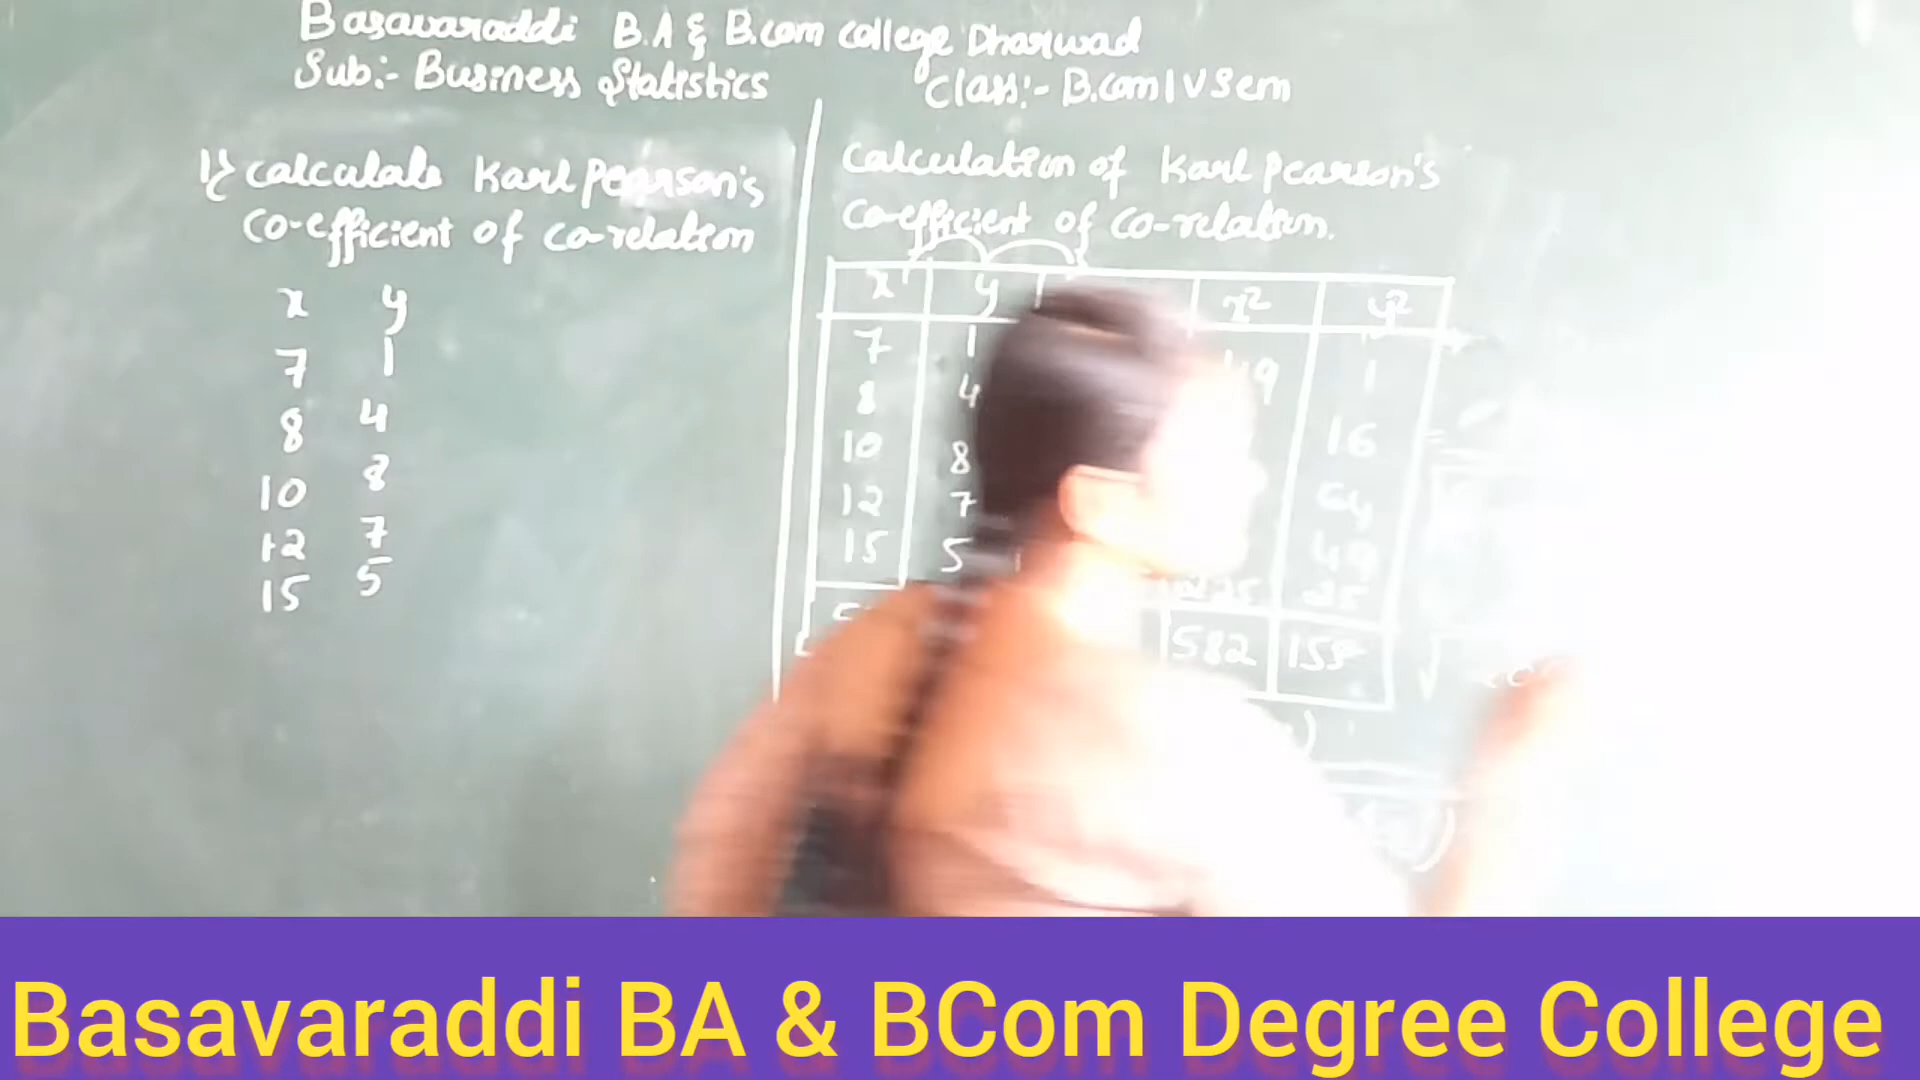 Basavaraddi B.A & B.com college Dharwad
Sub:- Business Statistics Class:- B.com IV Sem
1} calculate Karl Pearson's
co-efficient of co-relation
x y
7 1
8 4
10 8
12 7
15 5
Calculation of Karl Pearson's
Co-efficient of co-relation.
x y x² y²
7 1 49 1
8 4 16
10 8 64
12 7 49
15 5 225 25
582 155
Basavaraddi BA & BCom Degree College